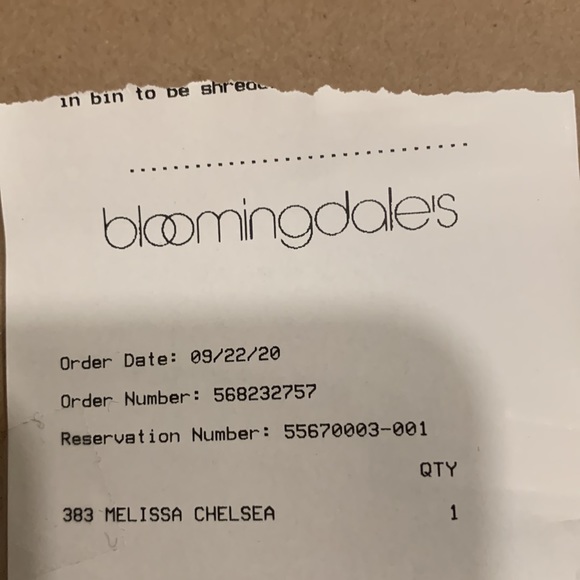 in bin to be shred
bloomingdale's
Order Date: 09/22/20
Order Number: 568232757
Reservation Number: 55670003-001
QTY
383 MELISSA CHELSEA 1